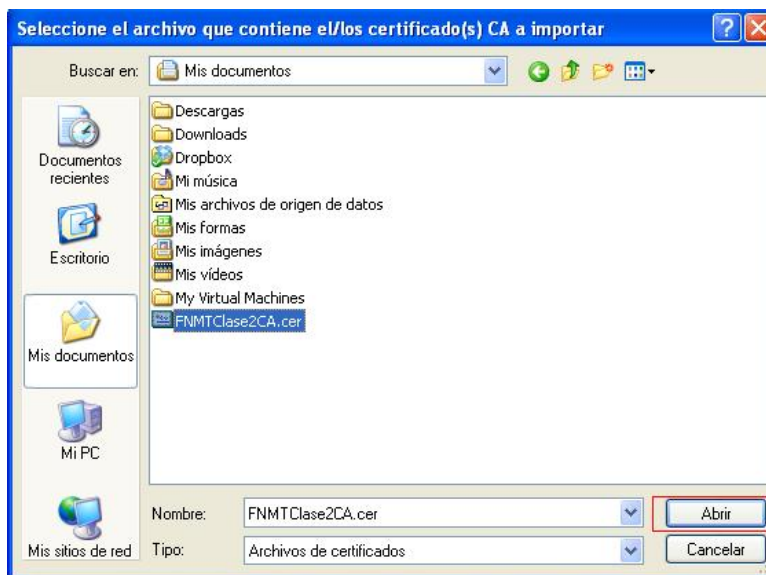 Seleccione el archivo que contiene el/los certificado(s) CA a importar
Buscar en:
Mis documentos
Documentos
recientes
Escritorio
Mis documentos
Mi PC
Mis sitios de red
Descargas
Downloads
Dropbox
Mi música
Mis archivos de origen de datos
Mis formas
Mis imágenes
Mis vídeos
My Virtual Machines
FNMTClase2CA.cer
Nombre:
FNMTClase2CA.cer
Abrir
Tipo:
Archivos de certificados
Cancelar